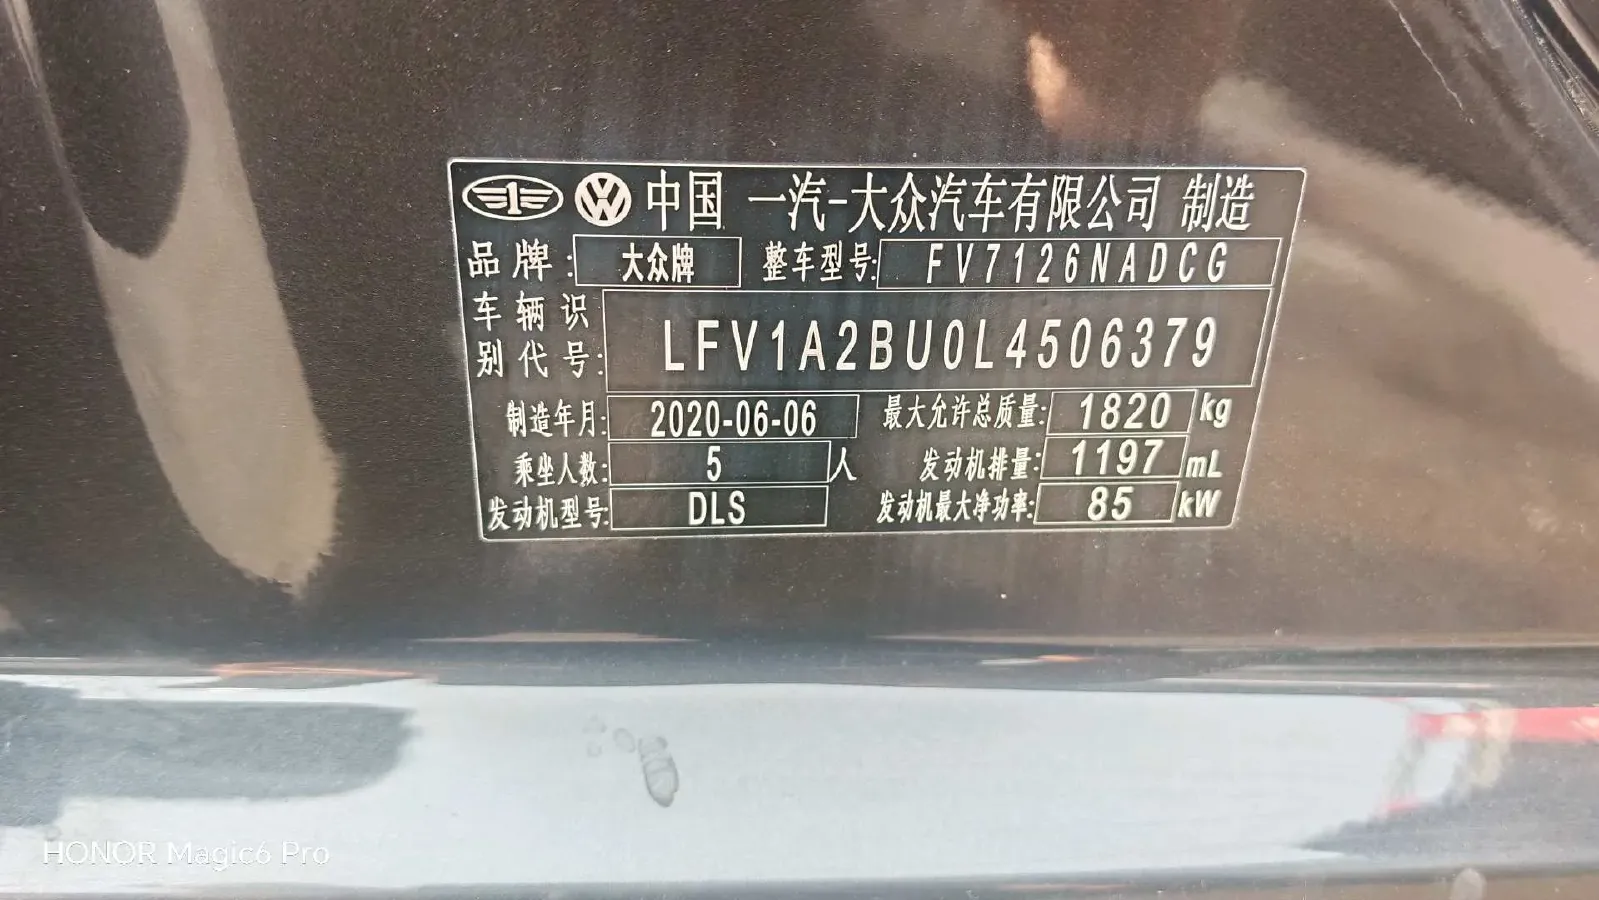 中国 一汽-大众汽车有限公司 制造
品牌: 大众牌 整车型号: FV7126NADCG
车辆识别代号: LFV1A2BU0L4506379
制造年月: 2020-06-06 最大允许总质量: 1820 kg
乘坐人数: 5 人 发动机排量: 1197 mL
发动机型号: DLS 发动机最大净功率: 85 kW
HONOR Magic6 Pro